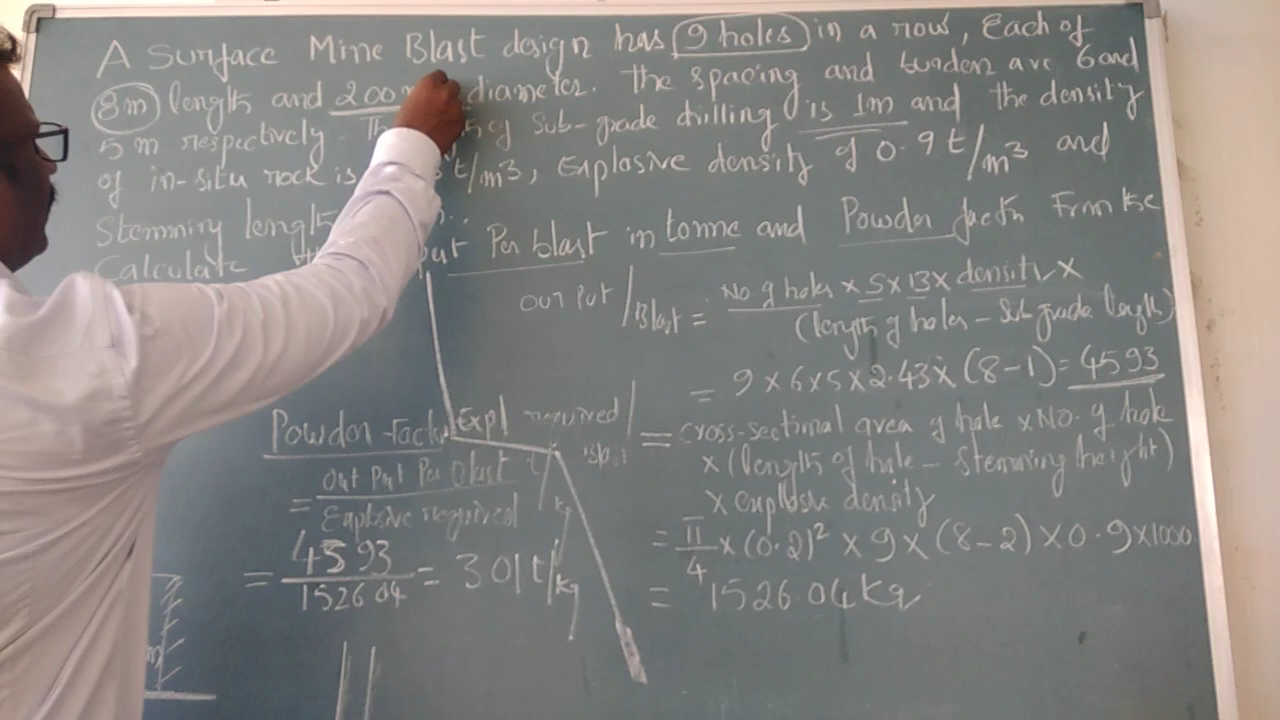 A Surface Mine Blast design has 9 holes in a row, Each of
8m length and 200 diameter. The spacing and burden are 6 and
5 m respectively. of Sub-grade drilling is 1m and the density
of in-situ rock is t/m³, Explosive density of 0.9 t/m³ and
Stemming length
Calculate Per blast in tonne and Powder factor From the
Out Put /Blast = No of holes x 5 x 13 x density x
(length of holes - Sub grade length)
= 9 x 6 x 5 x 2.43 x (8-1) = 4593
Powder factor Expl required / = cross-sectional area of hole x No. of hole
x (length of hole - Stemming height)
x explosive density
= Out Put Per blast
Explosive required
= π/4 x (0.2)² x 9 x (8-2) x 0.9 x 1000
= 4593 / 1526.04 = 3.01 t/kg
= 1526.04 Kg